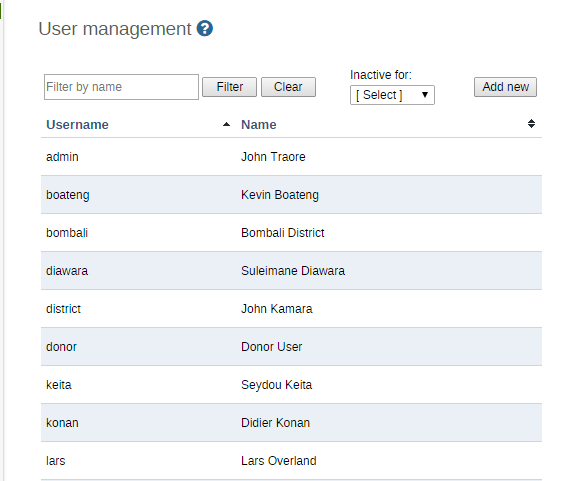 User management
Filter by name Filter Clear Inactive for: [ Select ] Add new
Username Name
admin John Traore
boateng Kevin Boateng
bombali Bombali District
diawara Suleimane Diawara
district John Kamara
donor Donor User
keita Seydou Keita
konan Didier Konan
lars Lars Overland